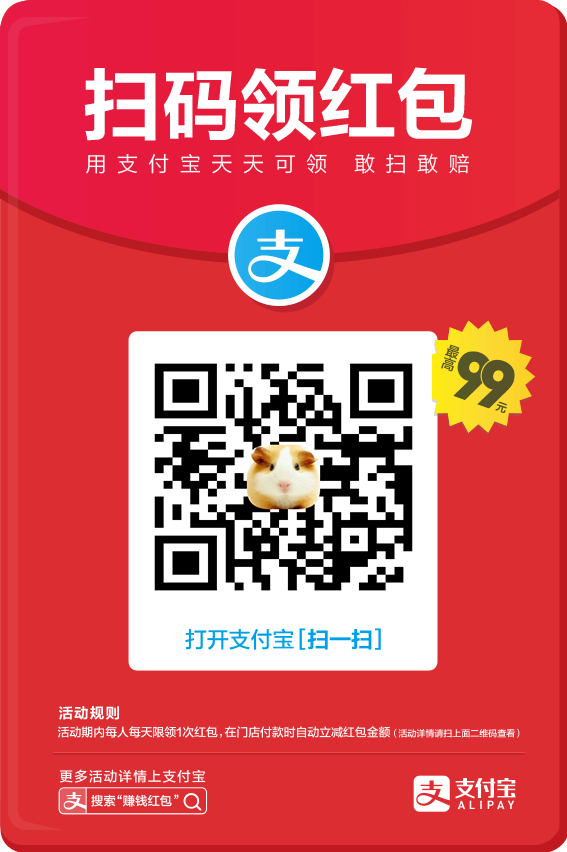 扫码领红包
用支付宝天天可领 敢扫敢赔
支
最高99元
打开支付宝[扫一扫]
活动规则
活动期内每人每天限领1次红包,在门店付款时自动立减红包金额(活动详情请扫上面二维码查看)
更多活动详情上支付宝
支 搜索“赚钱红包”
支 支付宝
ALIPAY